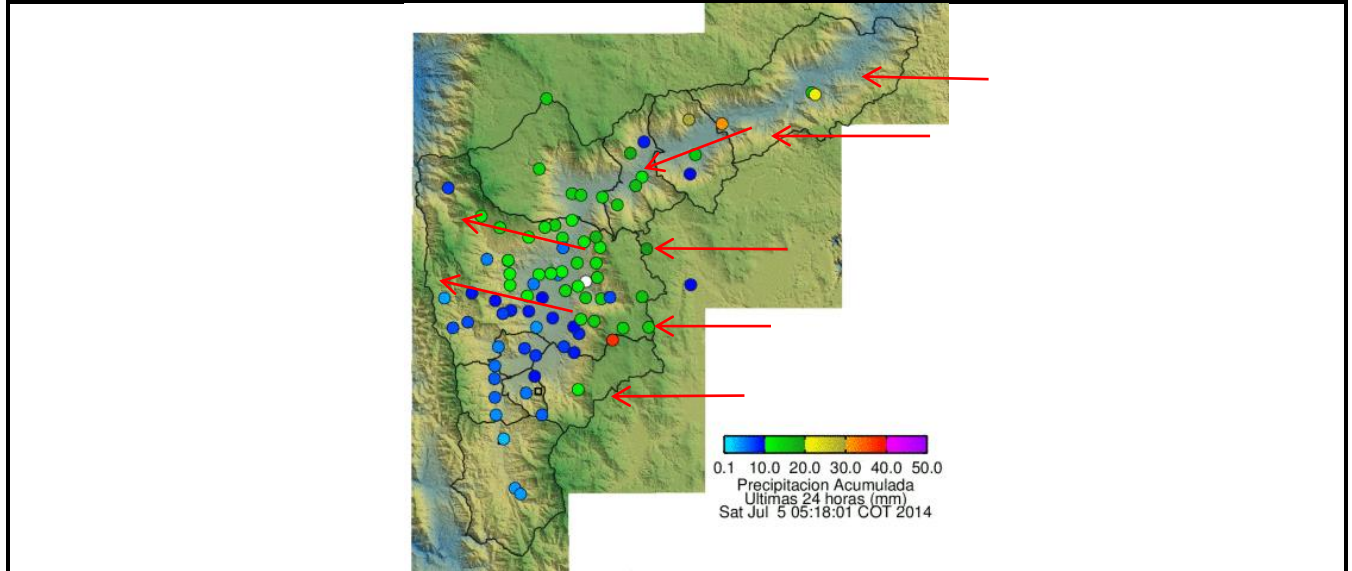 0.1 10.0 20.0 30.0 40.0 50.0
Precipitacion Acumulada
Ultimas 24 horas (mm)
Sat Jul 5 05:18:01 COT 2014